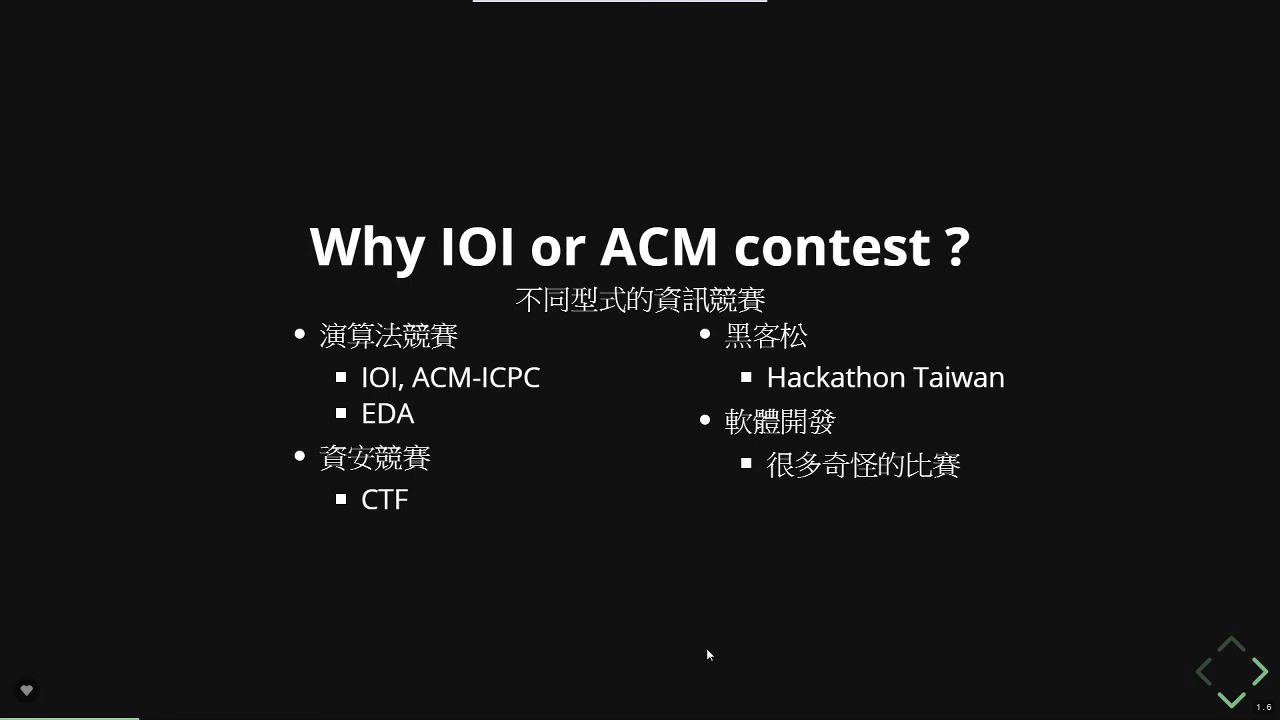 Why IOI or ACM contest ?
不同型式的資訊競賽
演算法競賽
IOI, ACM-ICPC
EDA
資安競賽
CTF
黑客松
Hackathon Taiwan
軟體開發
很多奇怪的比賽
1.6